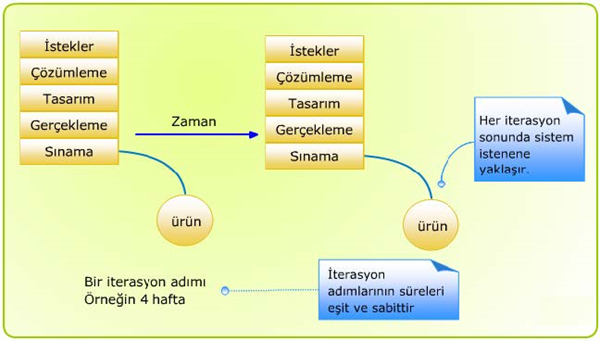 İstekler
Çözümleme
Tasarım
Gerçekleme
Sınama
ürün
Zaman
İstekler
Çözümleme
Tasarım
Gerçekleme
Sınama
ürün
Her iterasyon
sonunda sistem
istenene
yaklaşır.
Bir iterasyon adımı
Örneğin 4 hafta
İterasyon
adımlarının süreleri
eşit ve sabittir